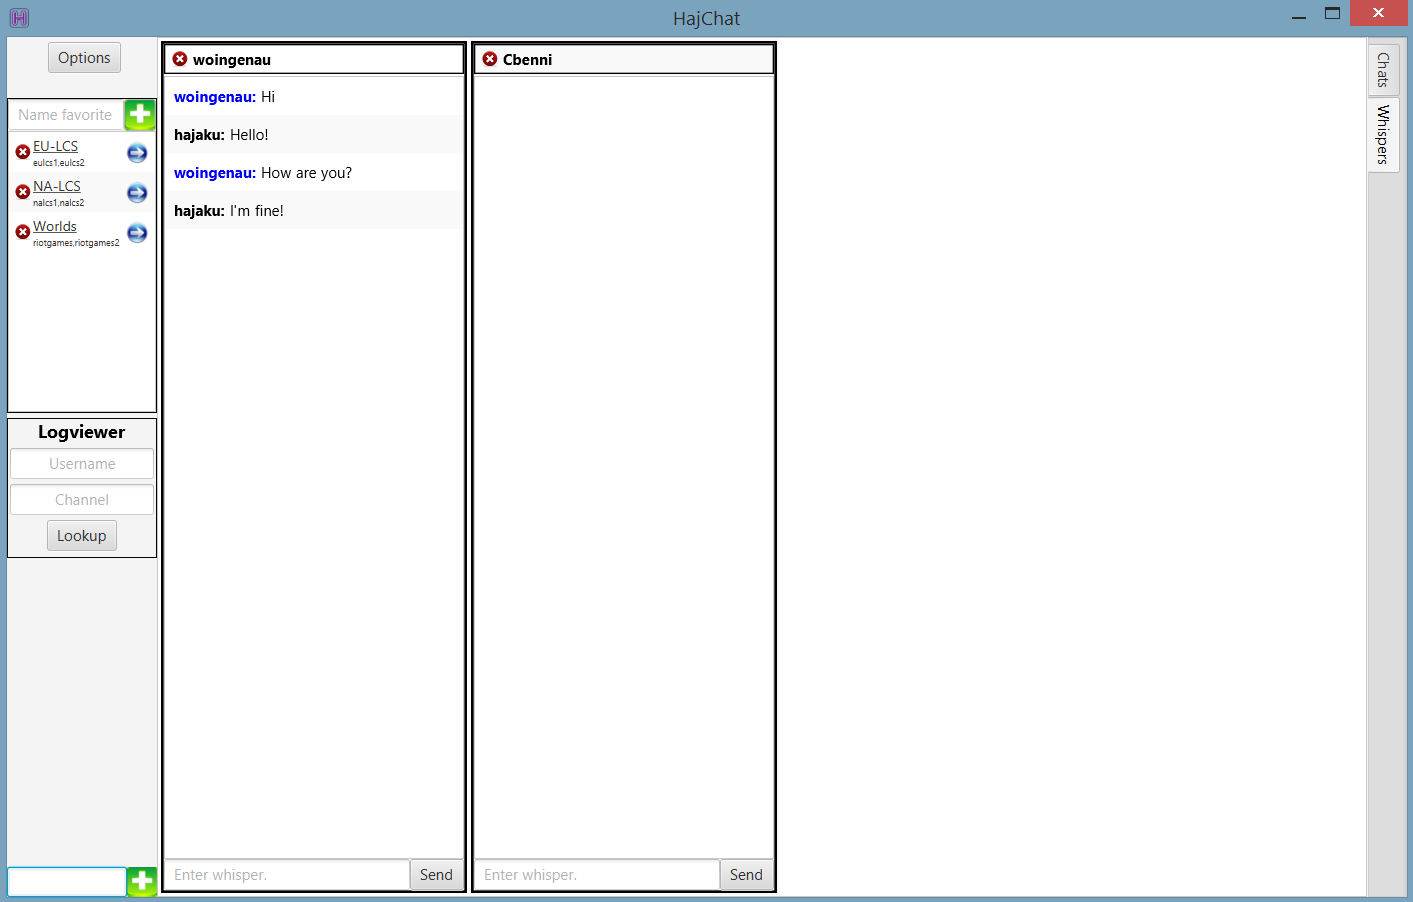 HajChat
Options
Name favorite
EU-LCS
eulcs1,eulcs2
NA-LCS
nalcs1,nalcs2
Worlds
riotgames,riotgames2
Logviewer
Username
Channel
Lookup
woingenau
woingenau: Hi
hajaku: Hello!
woingenau: How are you?
hajaku: I'm fine!
Enter whisper.
Send
Cbenni
Enter whisper.
Send
Chats
Whispers